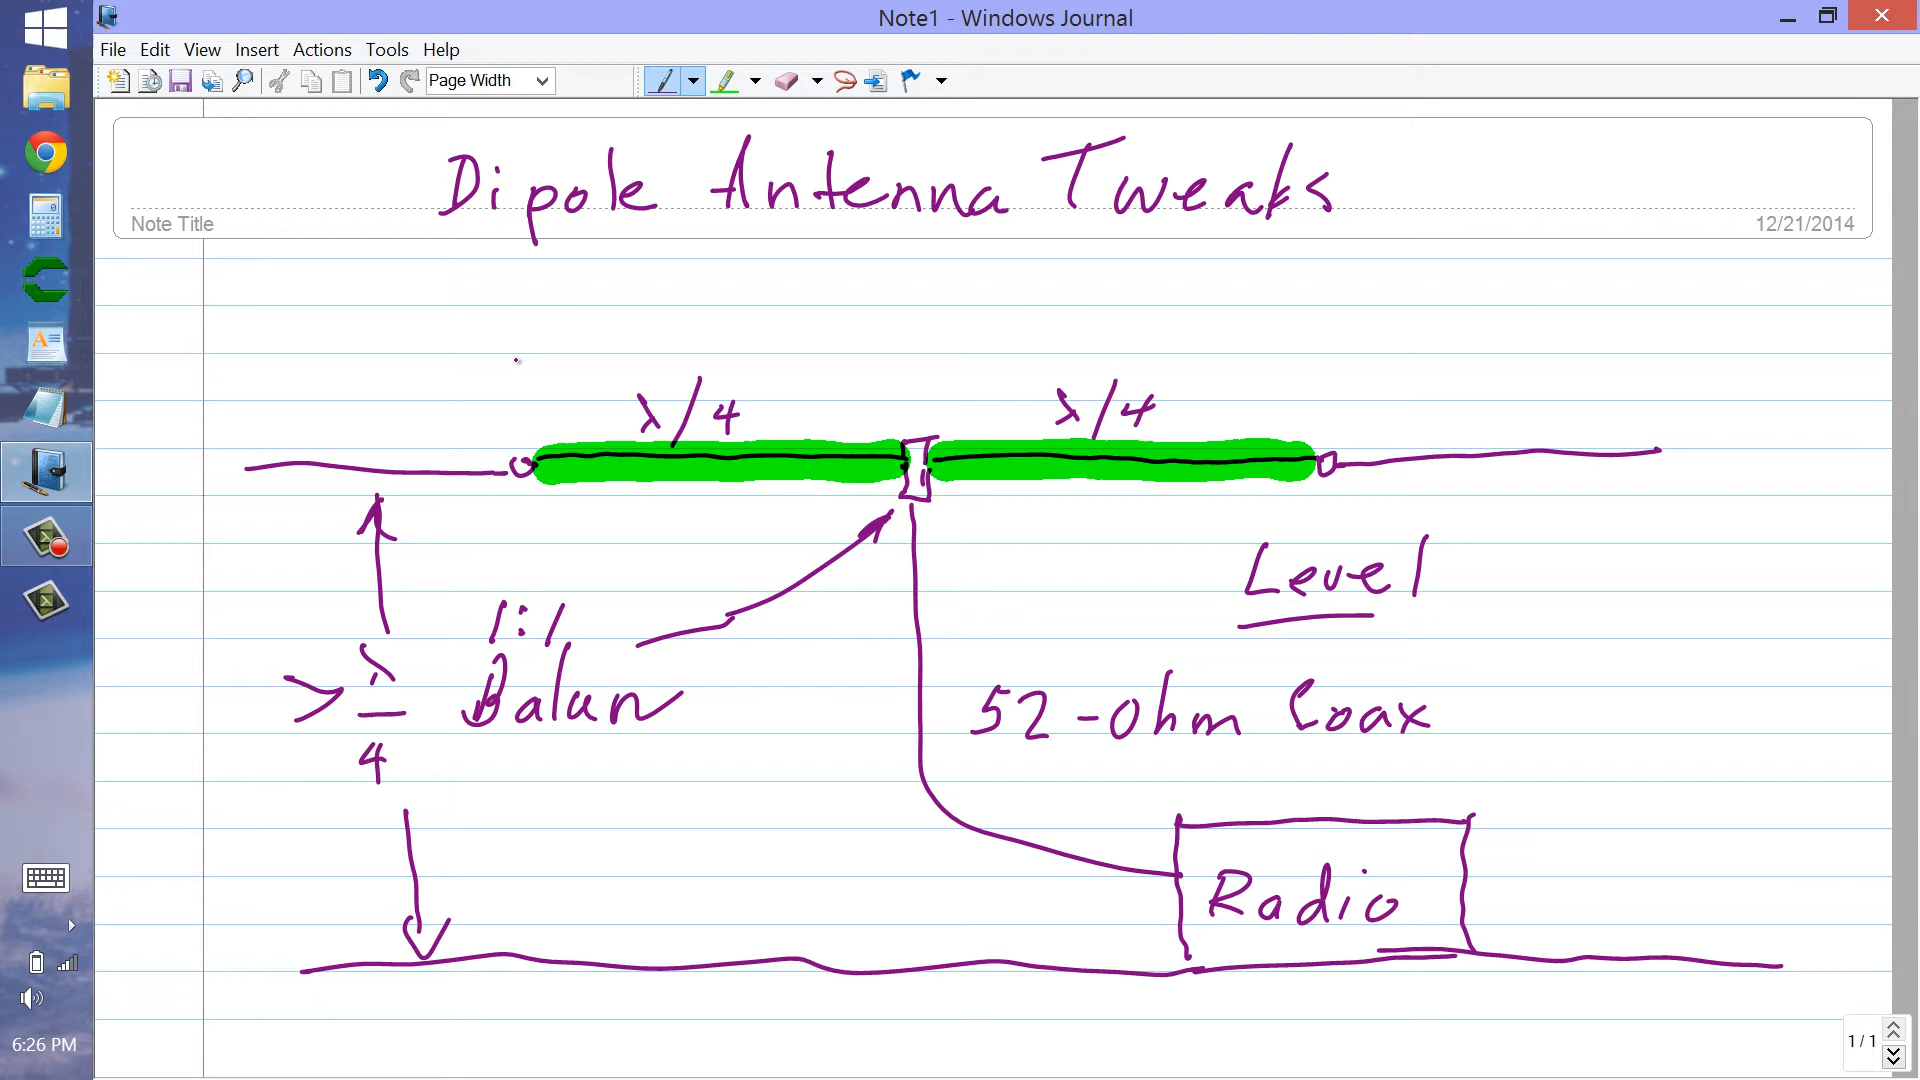 Note1 - Windows Journal
File Edit View Insert Actions Tools Help
Page Width
Dipole Antenna Tweaks
Note Title
12/21/2014
λ/4 λ/4
Level
1:1
> λ/4 Balun
52-Ohm Coax
Radio
6:26 PM
1 / 1